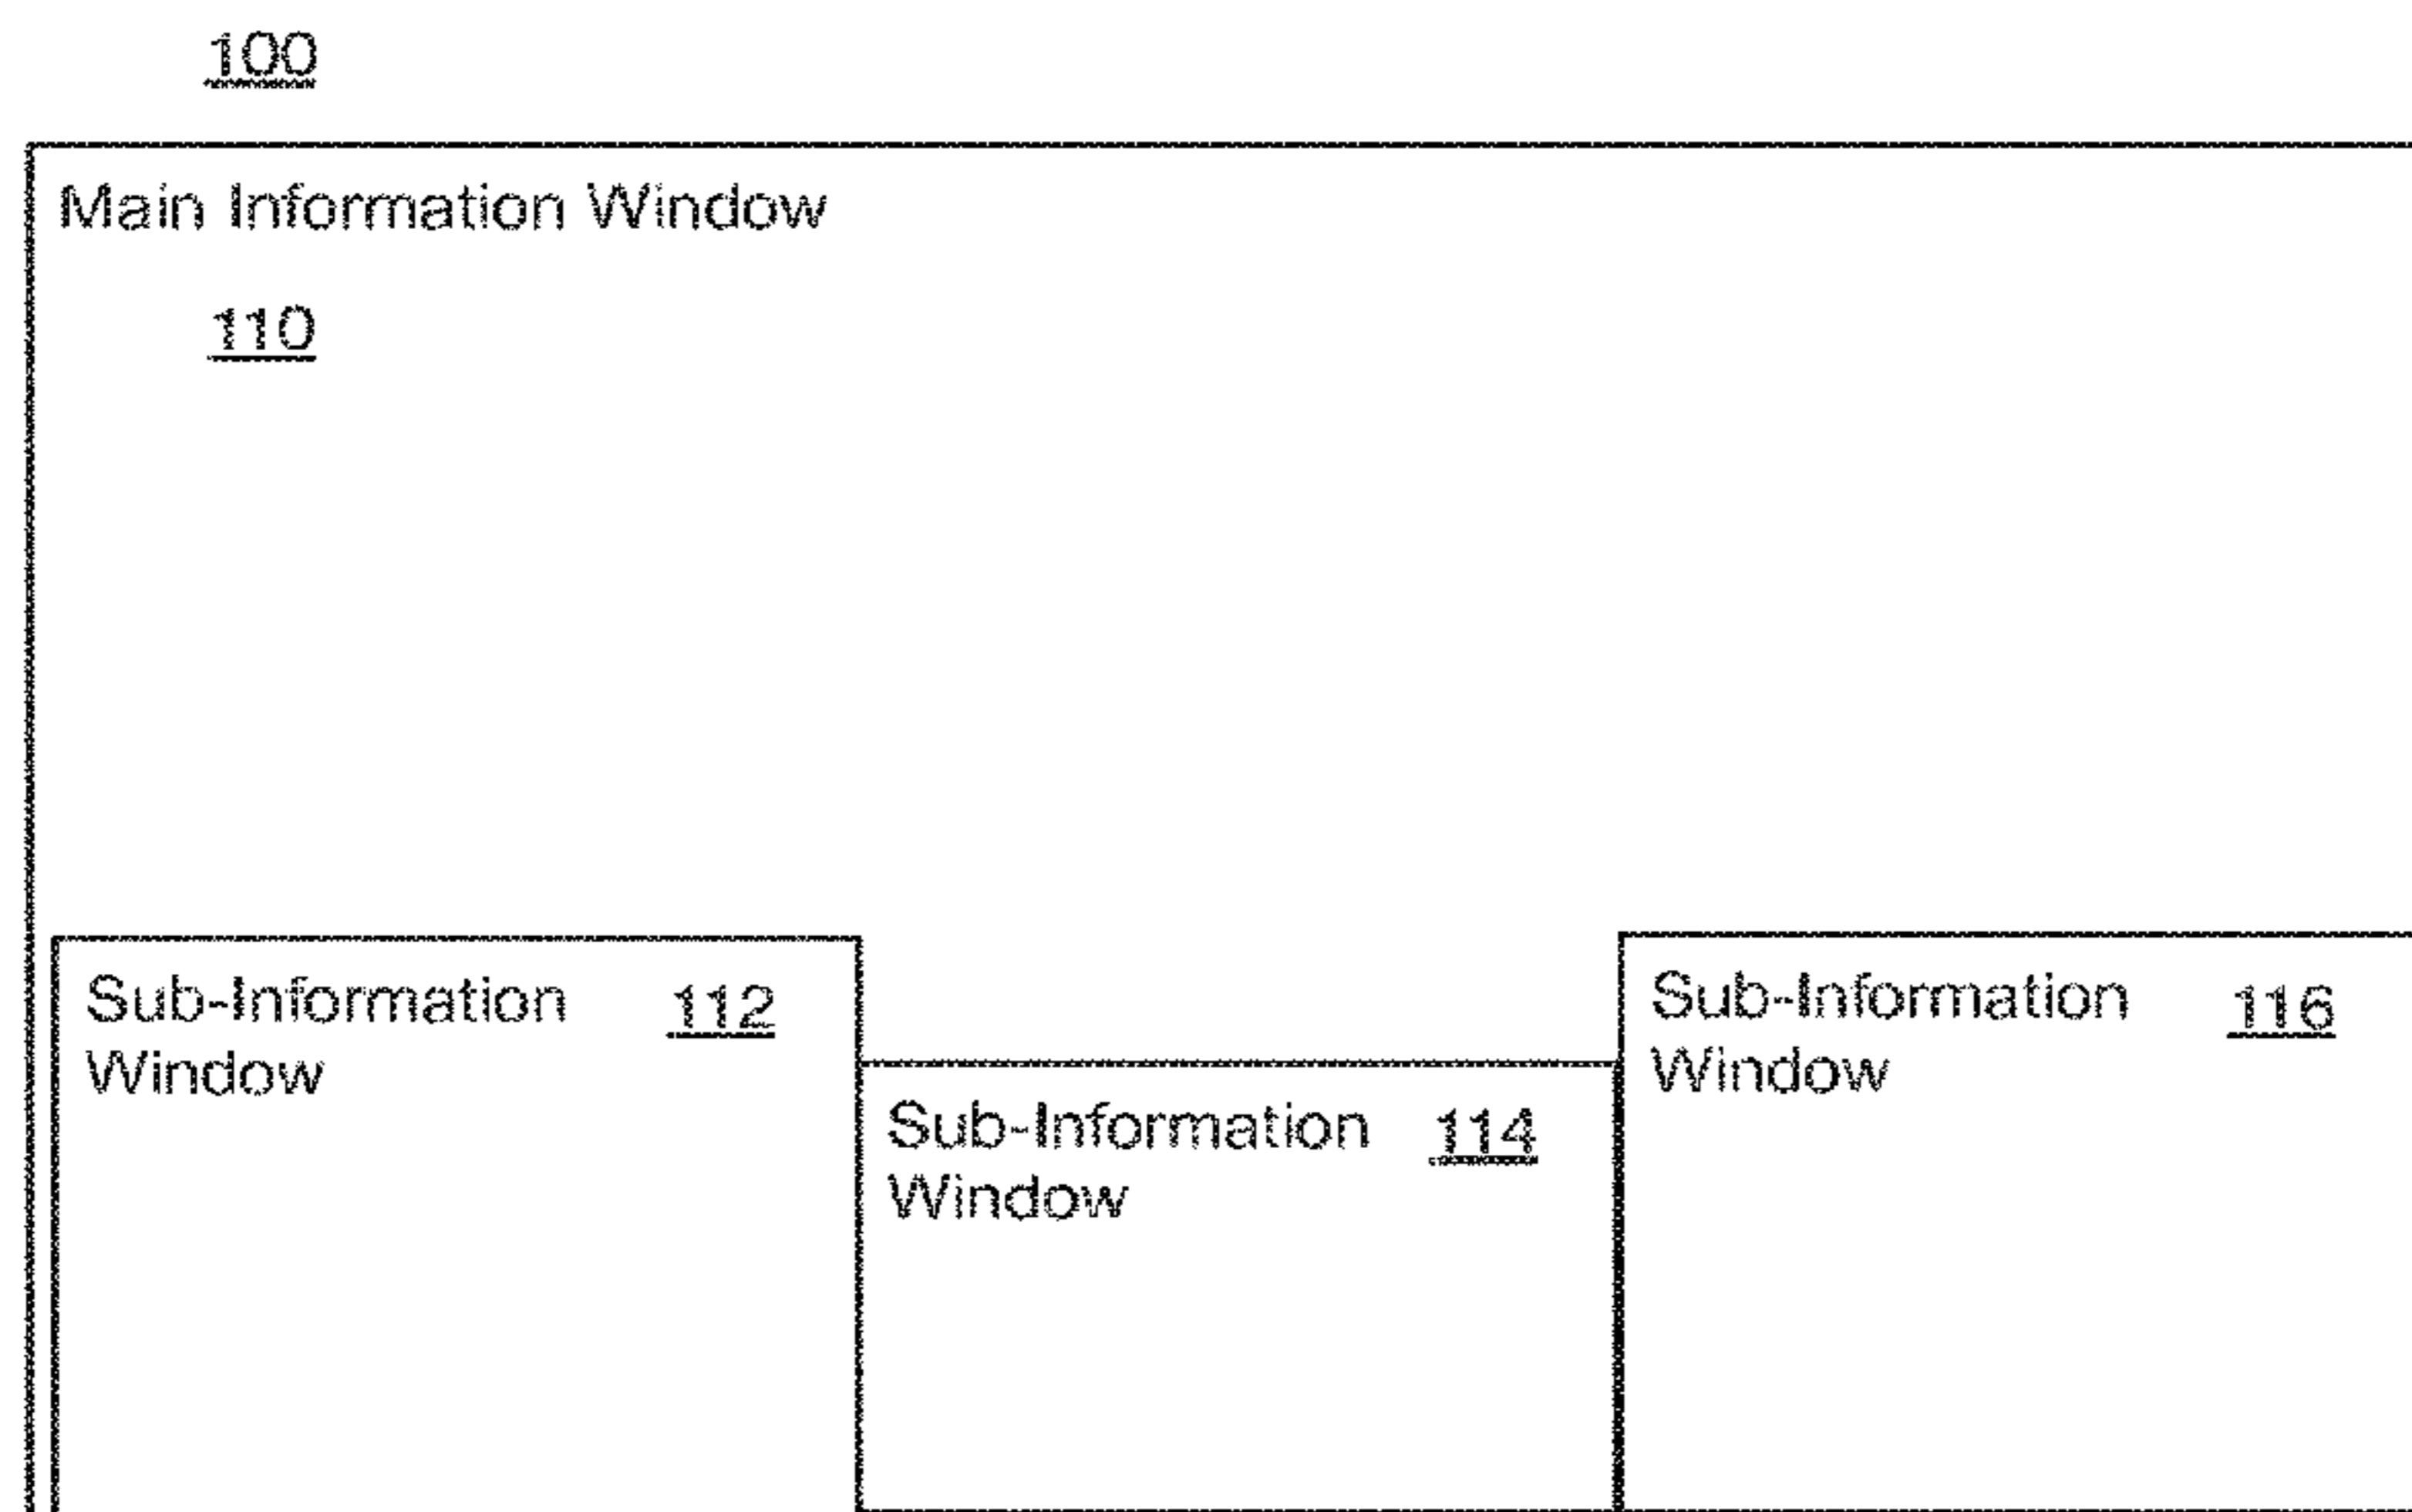 100
Main Information Window
110
Sub-Information 112
Window
Sub-Information 114
Window
Sub-Information 116
Window